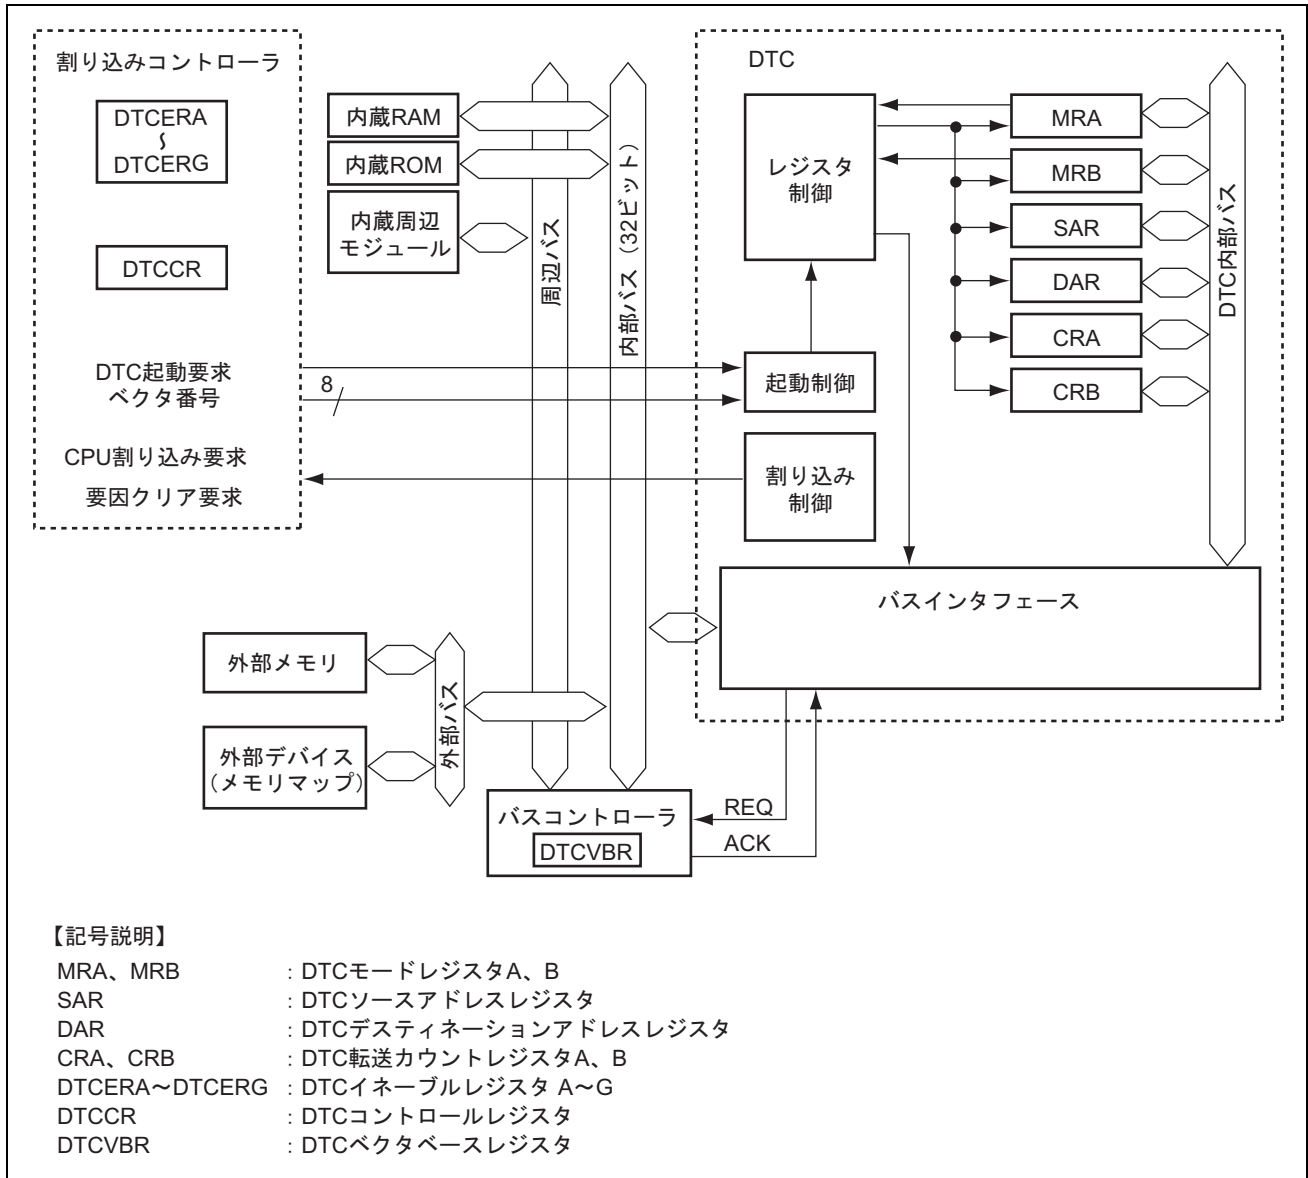 割り込みコントローラ
DTCERA
~
DTCERG
DTCCR
DTC起動要求
ベクタ番号
8
CPU割り込み要求
要因クリア要求
内蔵RAM
内蔵ROM
内蔵周辺
モジュール
周辺バス
内部バス（32ビット）
DTC
レジスタ
制御
起動制御
割り込み
制御
MRA
MRB
SAR
DAR
CRA
CRB
DTC内部バス
バスインタフェース
外部メモリ
外部デバイス
（メモリマップ）
外部バス
バスコントローラ
DTCVBR
REQ
ACK
【記号説明】
MRA、MRB : DTCモードレジスタA、B
SAR : DTCソースアドレスレジスタ
DAR : DTCデスティネーションアドレスレジスタ
CRA、CRB : DTC転送カウントレジスタA、B
DTCERA～DTCERG : DTCイネーブルレジスタ A～G
DTCCR : DTCコントロールレジスタ
DTCVBR : DTCベクタベースレジスタ